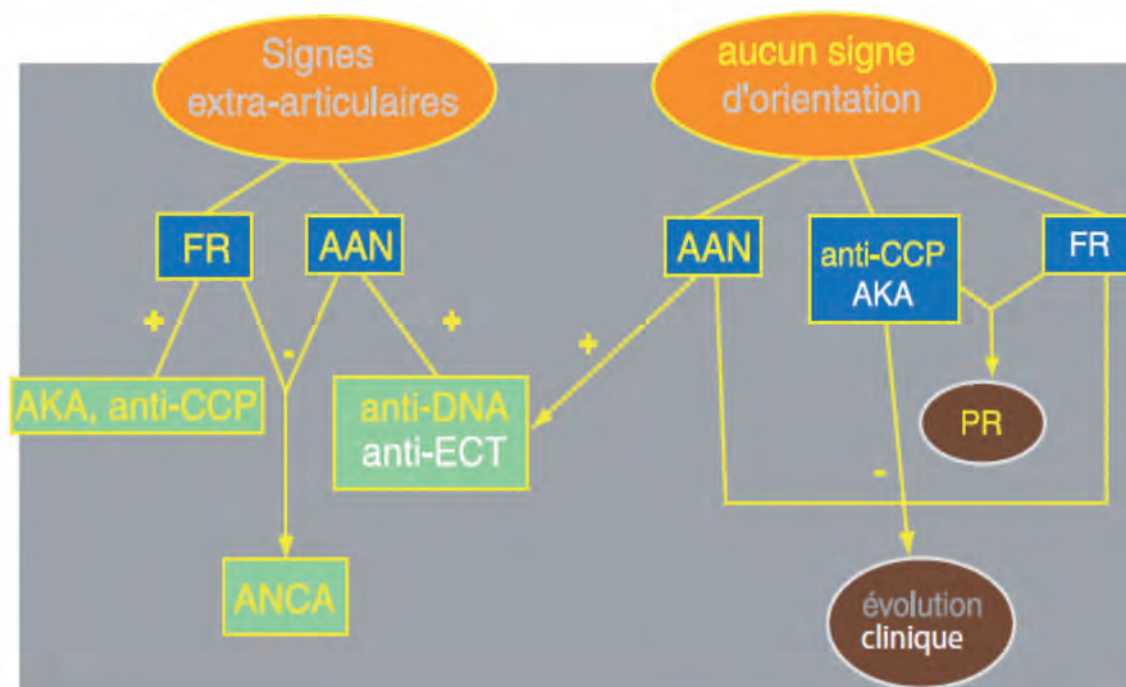 Signes
extra-articulaires
aucun signe
d'orientation
FR
AAN
AAN
anti-CCP
AKA
FR
+
-
+
+
AKA, anti-CCP
anti-DNA
anti-ECT
PR
-
ANCA
évolution
clinique